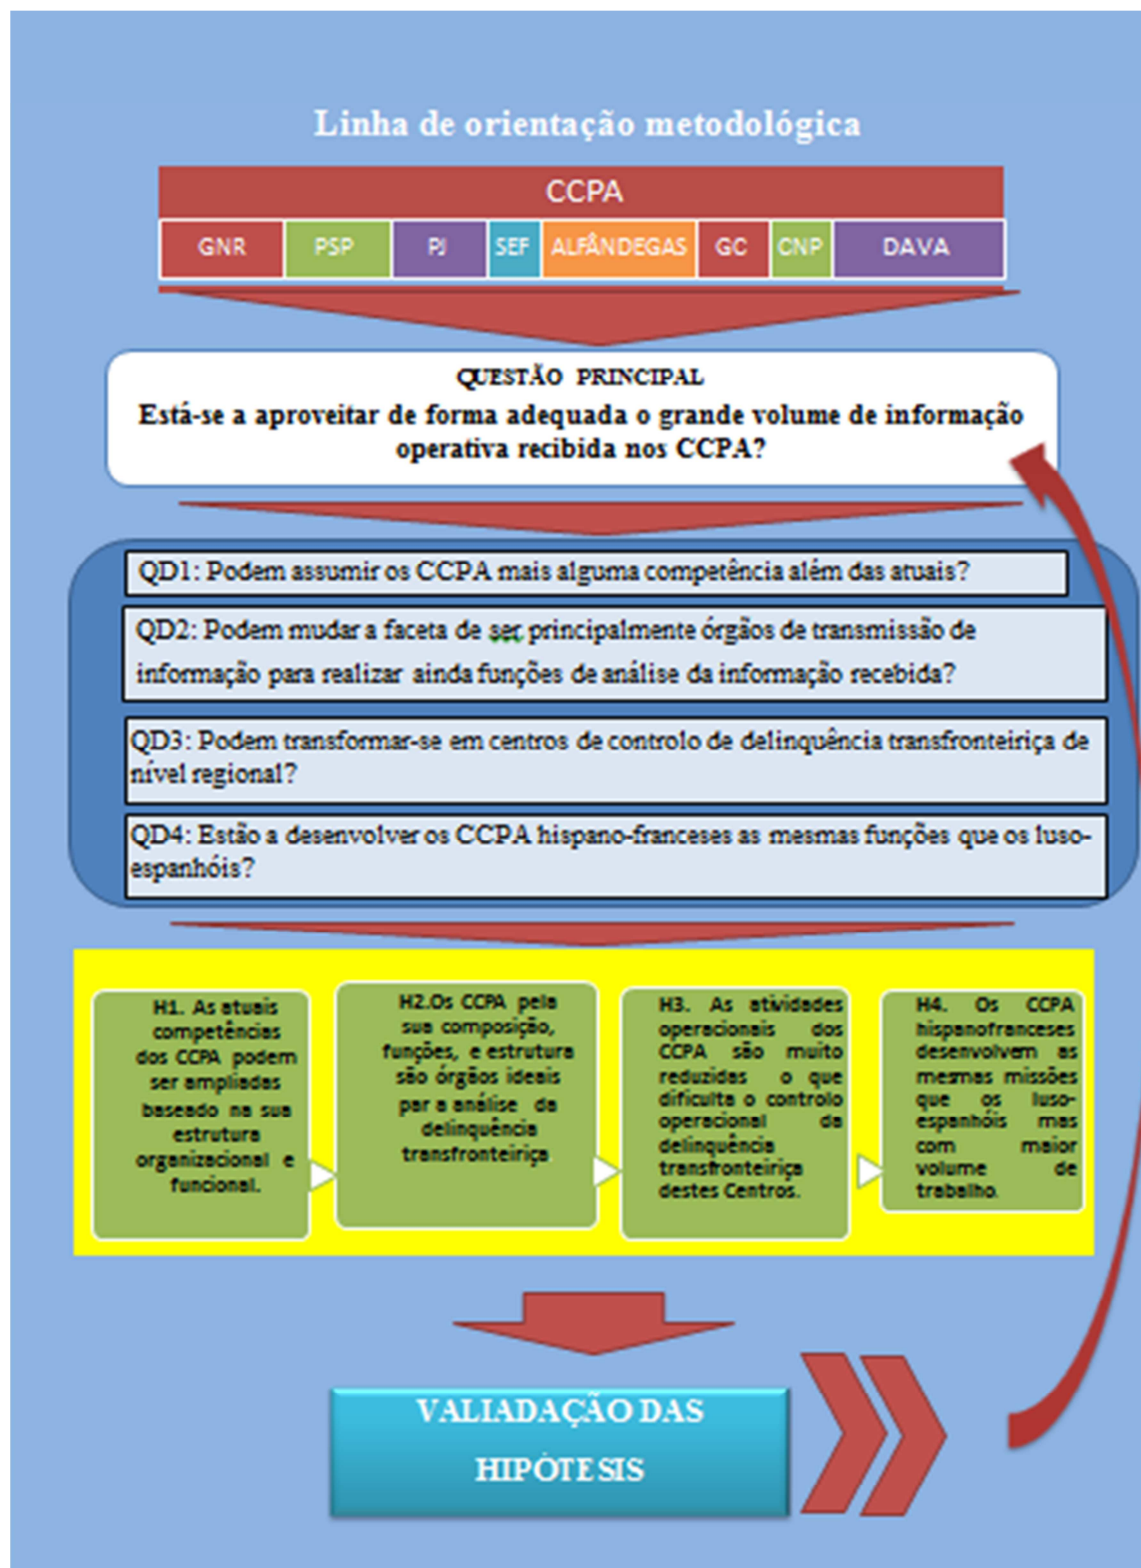 Linha de orientação metodológica
CCPA
GNR PSP PJ SEF ALFÂNDEGAS GC CNP DAVA
QUESTÃO PRINCIPAL
Está-se a aproveitar de forma adequada o grande volume de informação
operativa recibida nos CCPA?
QD1: Podem assumir os CCPA mais alguma competência além das atuais?
QD2: Podem mudar a faceta de ser principalmente órgãos de transmissão de
informação para realizar ainda funções de análise da informação recebida?
QD3: Podem transformar-se em centros de controlo de delinquência transfronteiriça de
nível regional?
QD4: Estão a desenvolver os CCPA hispano-franceses as mesmas funções que os luso-
espanhóis?
H1. As atuais
competências
dos CCPA podem
ser ampliadas
baseado na sua
estrutura
organizacional e
funcional.
H2.Os CCPA pela
sua composição,
funções, e estrutura
são órgãos ideais
par a análise da
delinquência
transfronteiriça
H3. As atividades
operacionais dos
CCPA são muito
reduzidas o que
dificulta o controlo
operacional da
delinquência
transfronteiriça
destes Centros.
H4. Os CCPA
hispanofranceses
desenvolvem as
mesmas missões
que os luso-
espanhóis mas
com maior
volume de
trabalho.
VALIADAÇÃO DAS
HIPÒTESIS